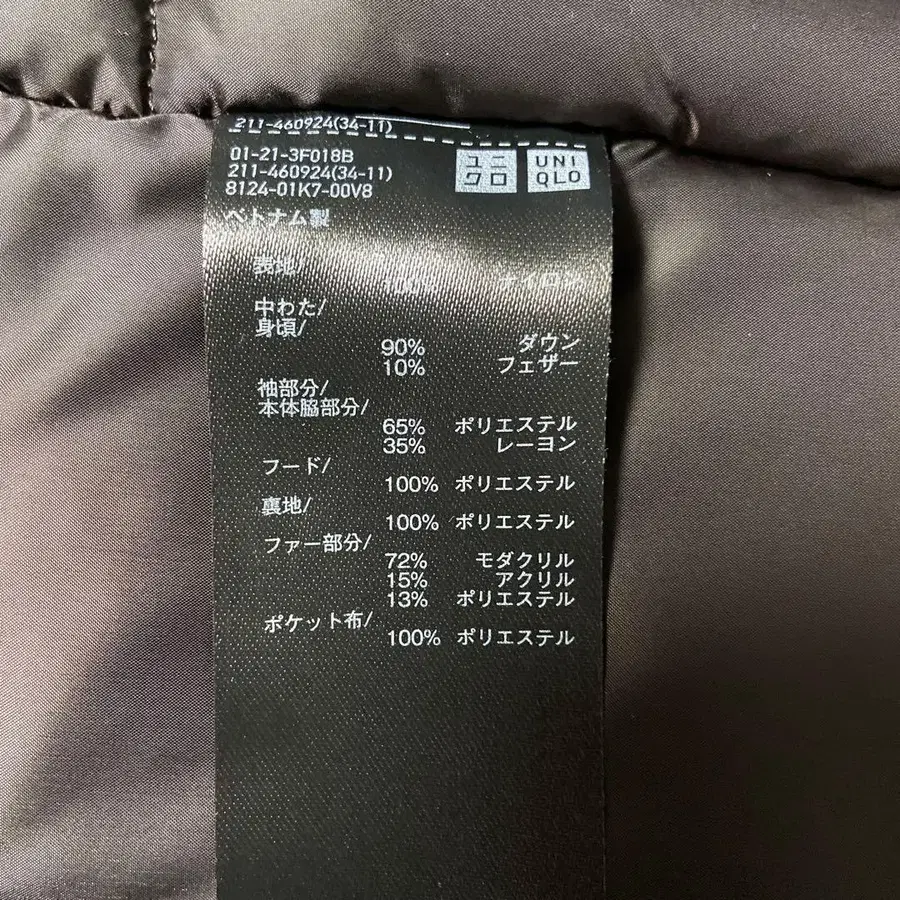 211-460924(34-11)
01-21-3F018B
211-460924(34-11)
8124-01K7-00V8
ユニ
クロ
UNI
QLO
ベトナム製
表地/
100% ナイロン
中わた/
身頃/
90% ダウン
10% フェザー
袖部分/
本体脇部分/
65% ポリエステル
35% レーヨン
フード/
100% ポリエステル
裏地/
100% ポリエステル
ファー部分/
72% モダクリル
15% アクリル
13% ポリエステル
ポケット布/
100% ポリエステル